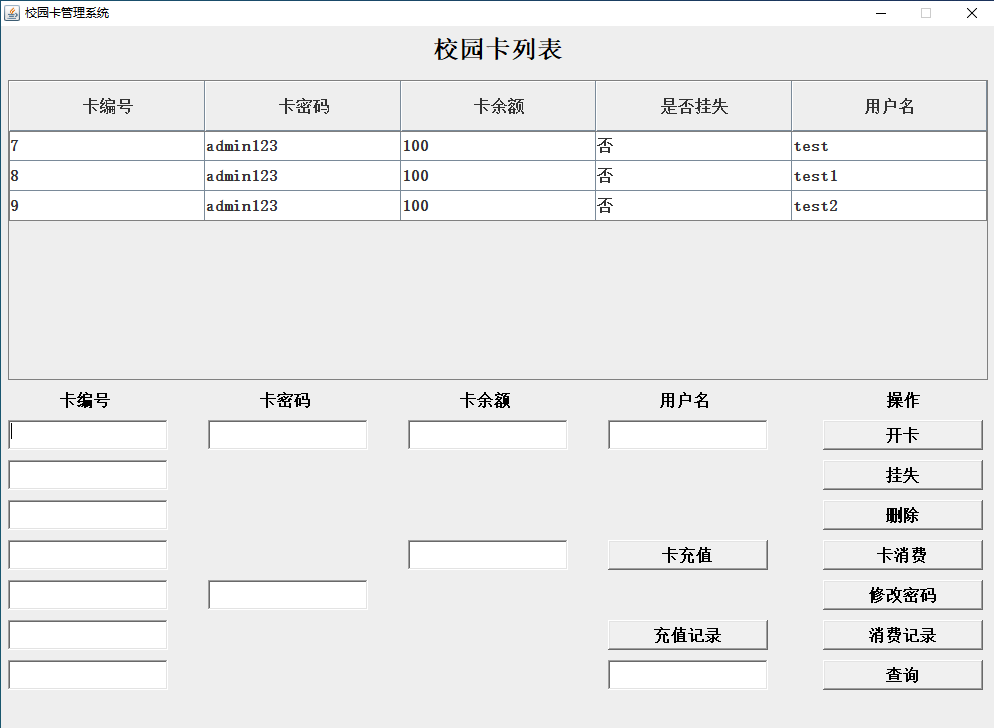 校园卡管理系统
校园卡列表
卡编号 卡密码 卡余额 是否挂失 用户名
7 admin123 100 否 test
8 admin123 100 否 test1
9 admin123 100 否 test2
卡编号 卡密码 卡余额 用户名 操作
开卡
挂失
删除
卡充值 卡消费
修改密码
充值记录 消费记录
查询